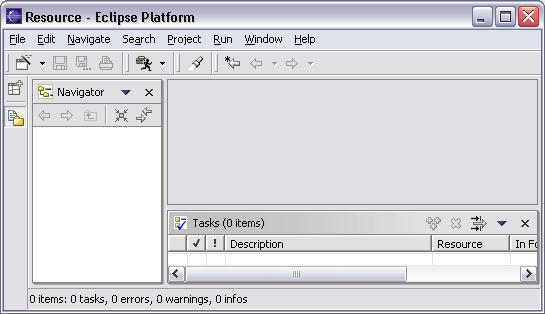 Resource - Eclipse Platform
File Edit Navigate Search Project Run Window Help
Navigator
Tasks (0 items)
! Description Resource In Fo
0 items: 0 tasks, 0 errors, 0 warnings, 0 infos